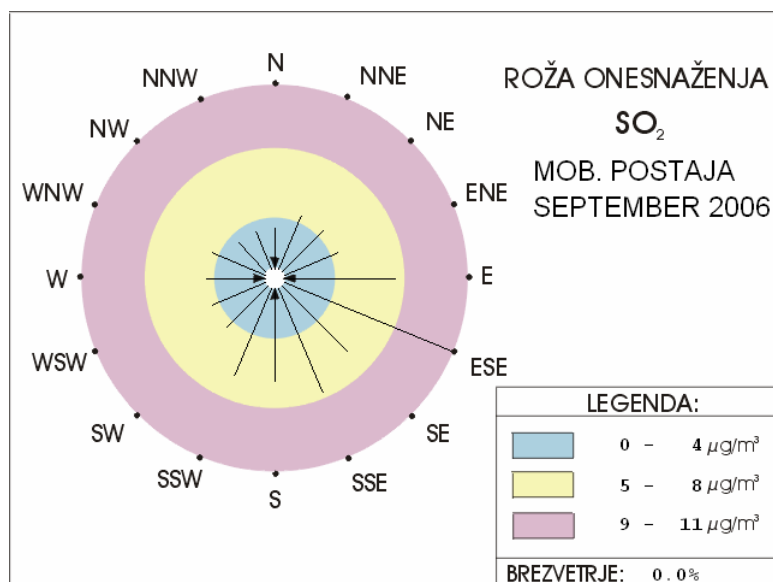 ROŽA ONESNAŽENJA
SO₂
MOB. POSTAJA
SEPTEMBER 2006
N
NNE
NE
ENE
E
ESE
SE
SSE
S
SSW
SW
WSW
W
WNW
NW
NNW
LEGENDA:
0 – 4 µg/m³
5 – 8 µg/m³
9 – 11 µg/m³
BREZVETRJE: 0.0%